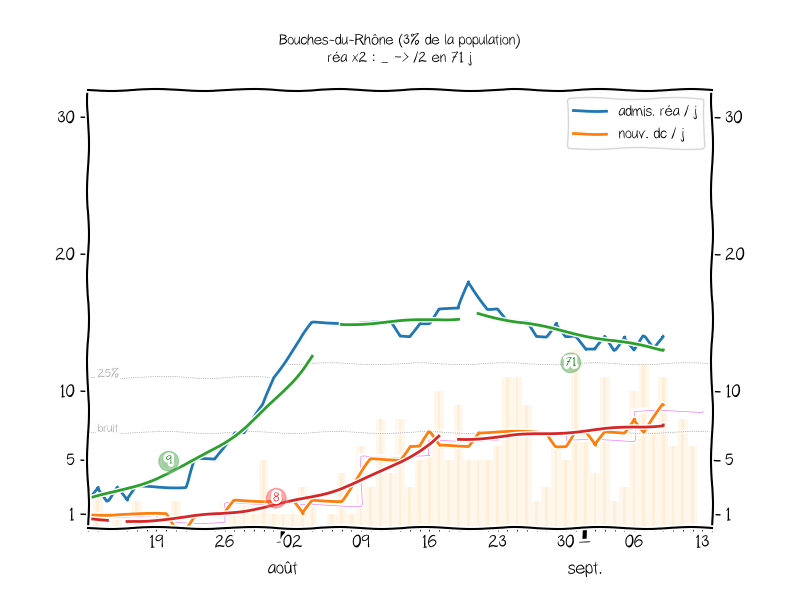 Bouches-du-Rhône (3% de la population)
réa x2 : _ -> /2 en 71 j
admis. réa / j
nouv. dc / j
30
30
20
20
25%
71
10
10
bruit
9
5
5
8
1
1
19 26 02 09 16 23 30 06 13
août sept.